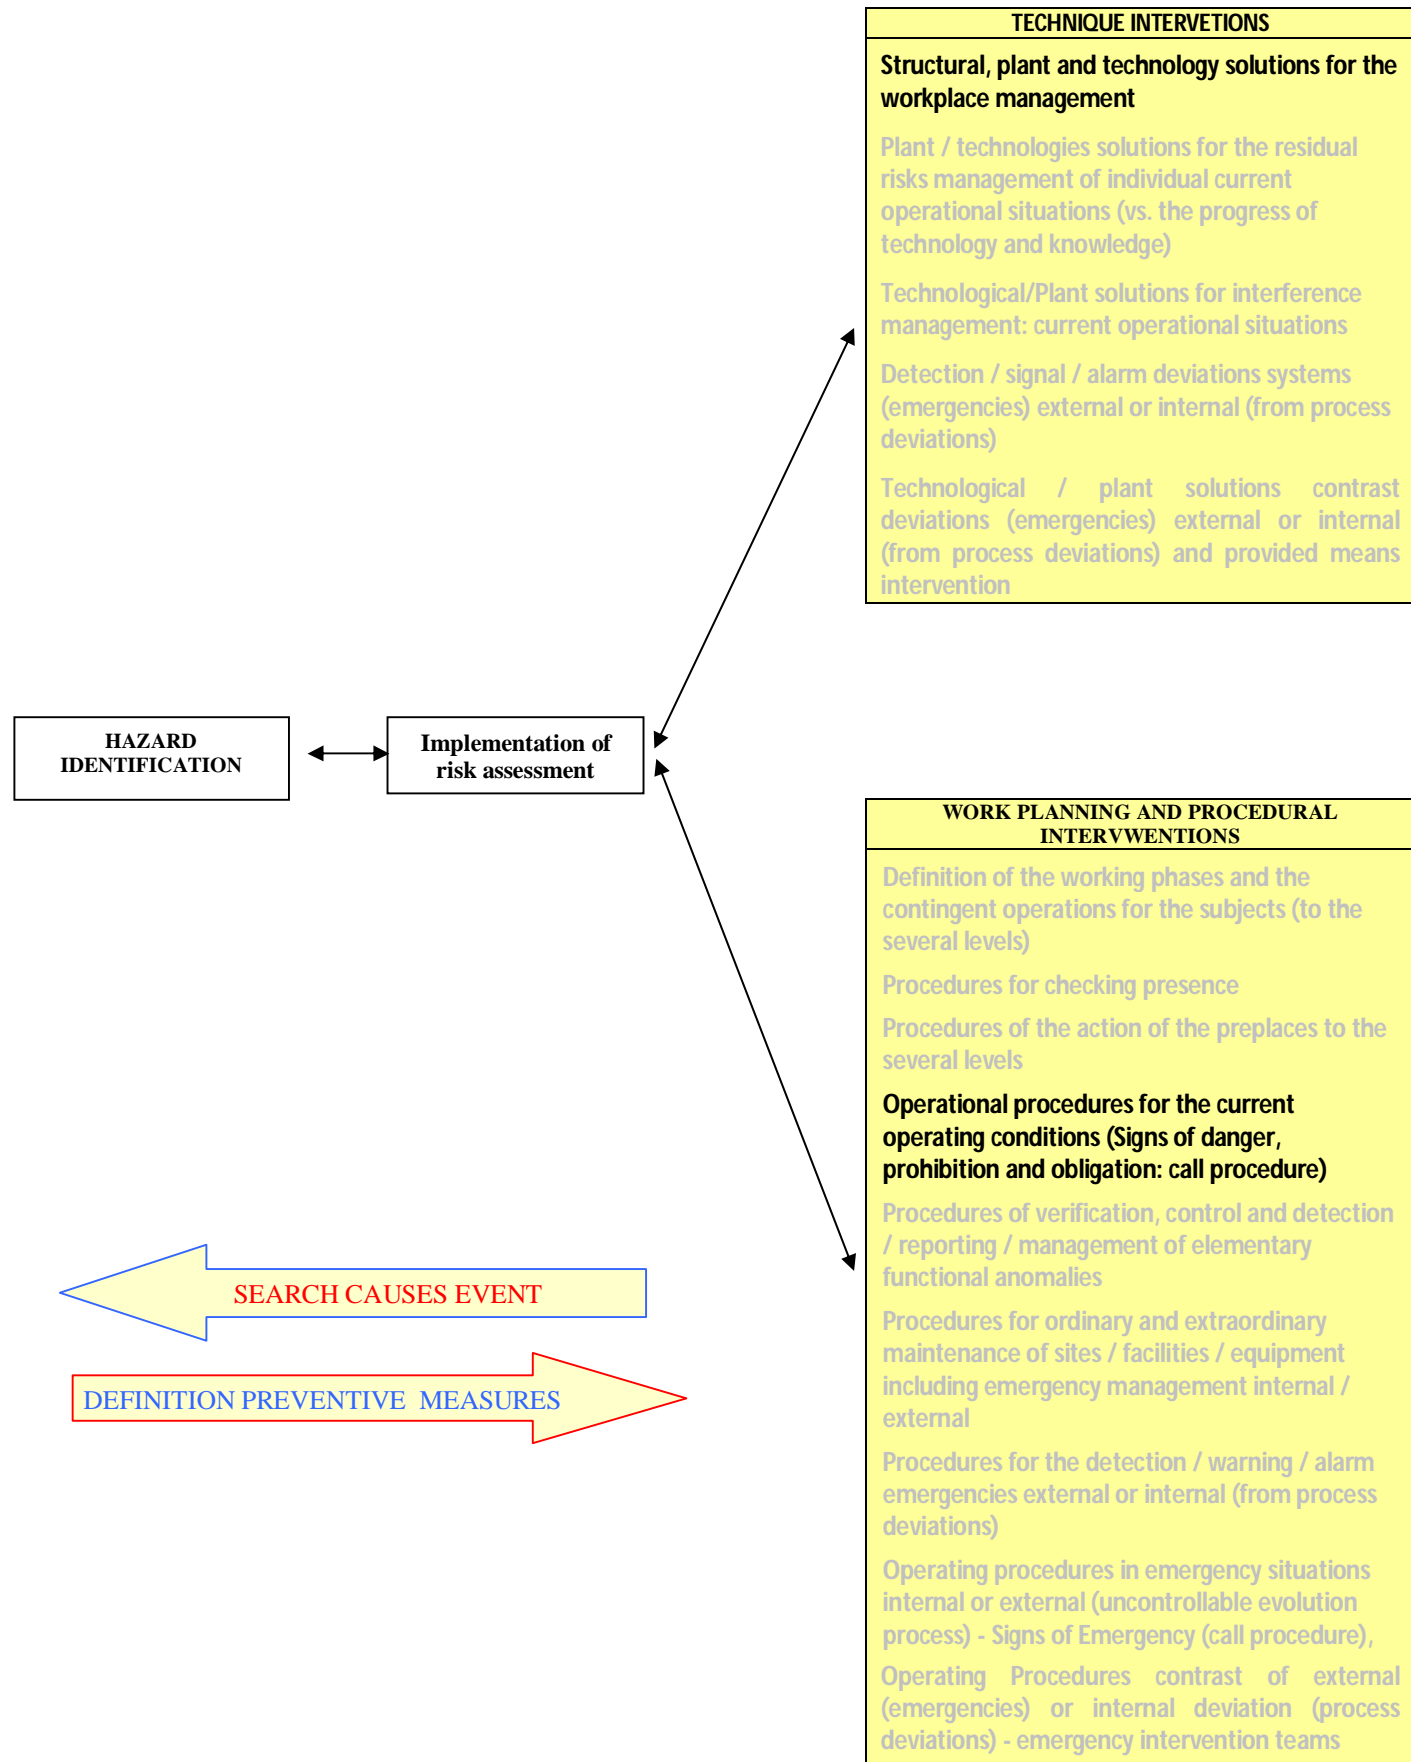 TECHNIQUE INTERVETIONS
Structural, plant and technology solutions for the
workplace management
Plant / technologies solutions for the residual
risks management of individual current
operational situations (vs. the progress of
technology and knowledge)
Technological/Plant solutions for interference
management: current operational situations
Detection / signal / alarm deviations systems
(emergencies) external or internal (from process
deviations)
Technological / plant solutions contrast
deviations (emergencies) external or internal
(from process deviations) and provided means
intervention
HAZARD
IDENTIFICATION
Implementation of
risk assessment
WORK PLANNING AND PROCEDURAL
INTERVWENTIONS
Definition of the working phases and the
contingent operations for the subjects (to the
several levels)
Procedures for checking presence
Procedures of the action of the preplaces to the
several levels
Operational procedures for the current
operating conditions (Signs of danger,
prohibition and obligation: call procedure)
Procedures of verification, control and detection
/ reporting / management of elementary
functional anomalies
Procedures for ordinary and extraordinary
maintenance of sites / facilities / equipment
including emergency management internal /
external
Procedures for the detection / warning / alarm
emergencies external or internal (from process
deviations)
Operating procedures in emergency situations
internal or external (uncontrollable evolution
process) - Signs of Emergency (call procedure),
Operating Procedures contrast of external
(emergencies) or internal deviation (process
deviations) - emergency intervention teams
SEARCH CAUSES EVENT
DEFINITION PREVENTIVE MEASURES